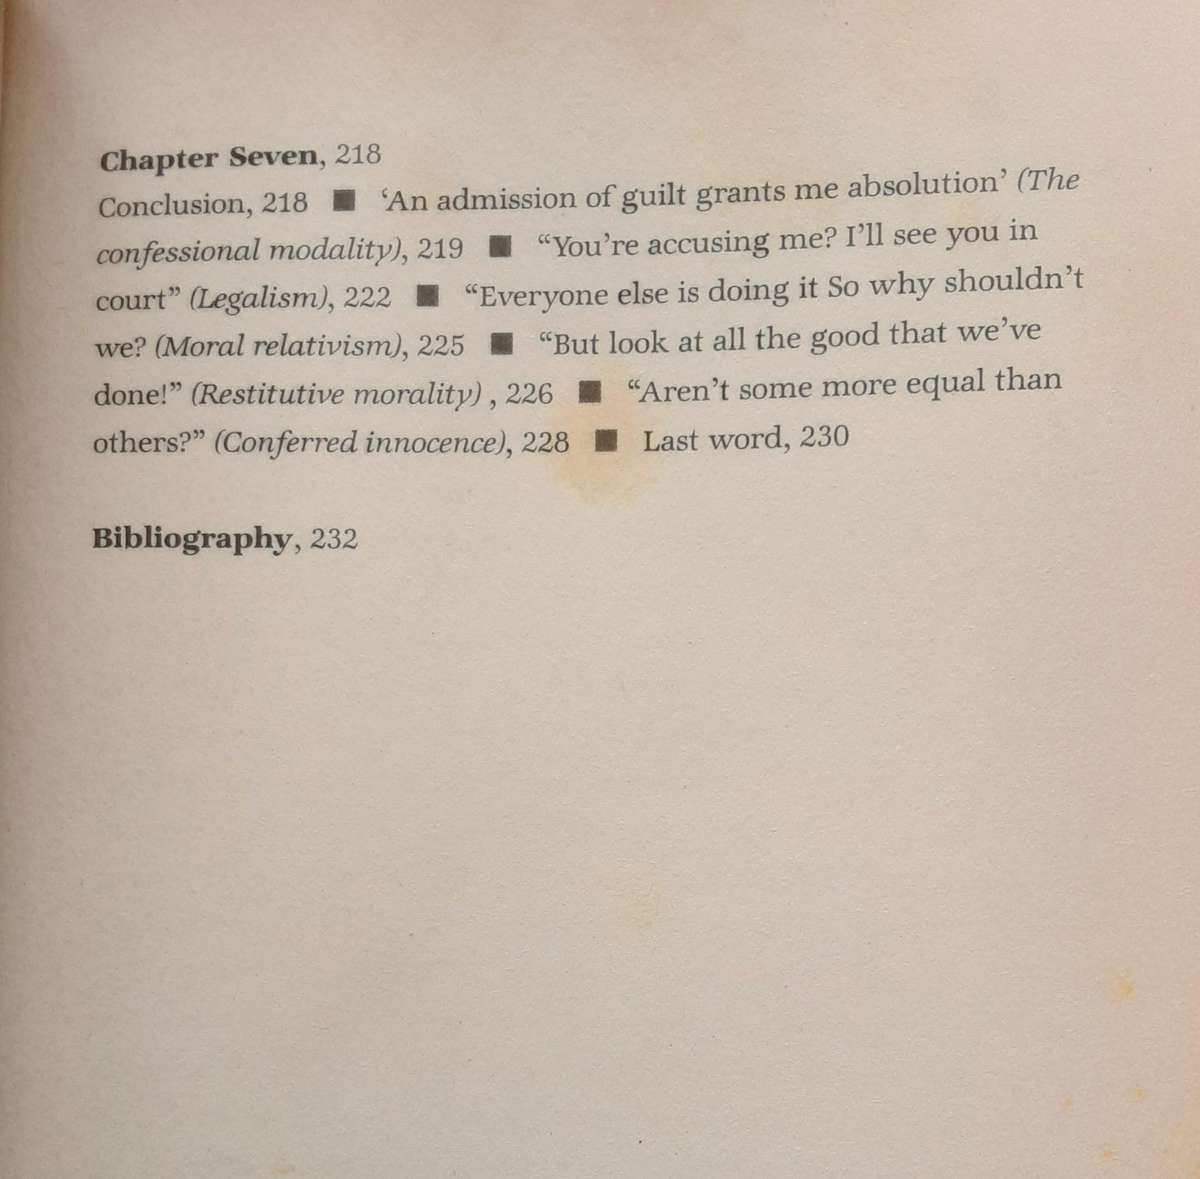 Chapter Seven, 218
Conclusion, 218 ■ ‘An admission of guilt grants me absolution’ (The
confessional modality), 219 ■ “You’re accusing me? I’ll see you in
court” (Legalism), 222 ■ “Everyone else is doing it So why shouldn’t
we? (Moral relativism), 225 ■ “But look at all the good that we’ve
done!” (Restitutive morality) , 226 ■ “Aren’t some more equal than
others?” (Conferred innocence), 228 ■ Last word, 230
Bibliography, 232